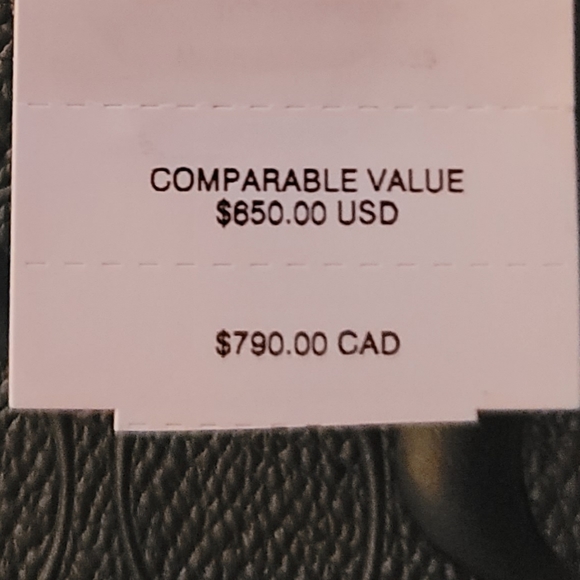 COMPARABLE VALUE
$650.00 USD
$790.00 CAD